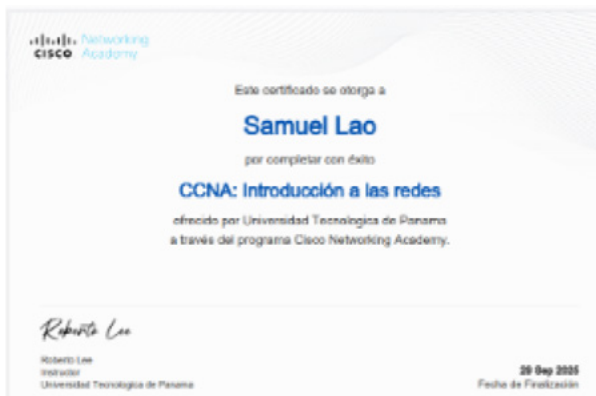 Networking
CISCO Academy
Este certificado se otorga a
Samuel Lao
por completar con éxito
CCNA: Introducción a las redes
ofrecido por Universidad Tecnologica de Panama
a través del programa Cisco Networking Academy.
Roberto Lee
Roberto Lee
Instructor
Universidad Tecnologica de Panama
29 Sep 2025
Fecha de Finalización